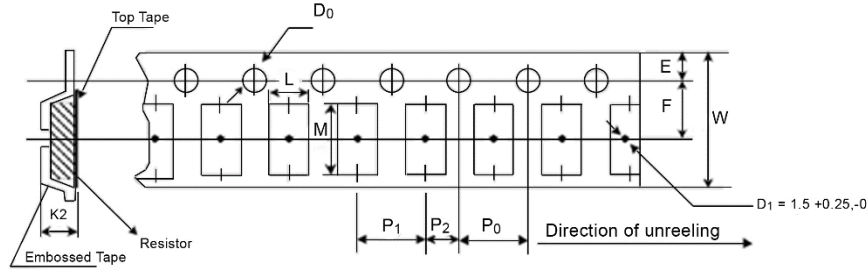 Top Tape
D0
E
L
F
W
M
D1 = 1.5 +0.25,-0
K2
P1
P2
P0
Direction of unreeling
Resistor
Embossed Tape